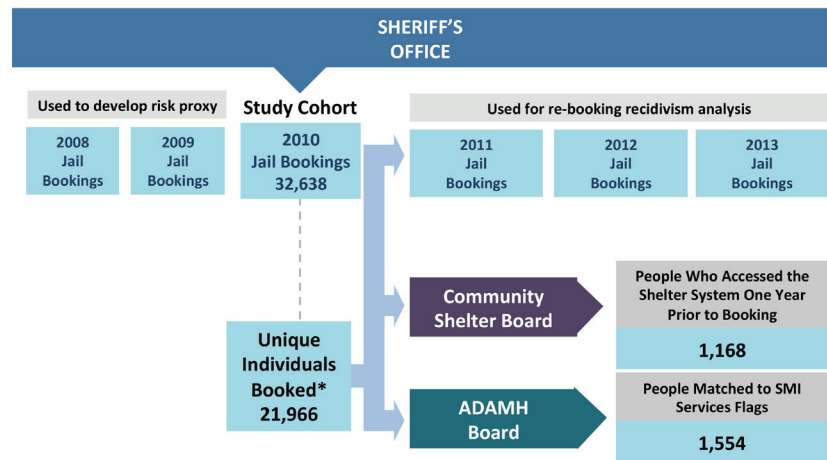 SHERIFF'S
OFFICE
Used to develop risk proxy
Study Cohort
Used for re-booking recidivism analysis
2008
Jail
Bookings
2009
Jail
Bookings
2010
Jail Bookings
32,638
2011
Jail
Bookings
2012
Jail
Bookings
2013
Jail
Bookings
Community
Shelter Board
People Who Accessed the
Shelter System One Year
Prior to Booking
1,168
Unique
Individuals
Booked*
21,966
ADAMH
Board
People Matched to SMI
Services Flags
1,554